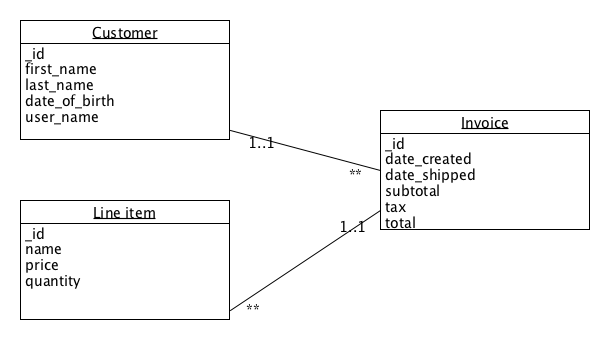 Customer
_id
first_name
last_name
date_of_birth
user_name
1..1
**
Invoice
_id
date_created
date_shipped
subtotal
tax
total
1..1
Line item
_id
name
price
quantity
**